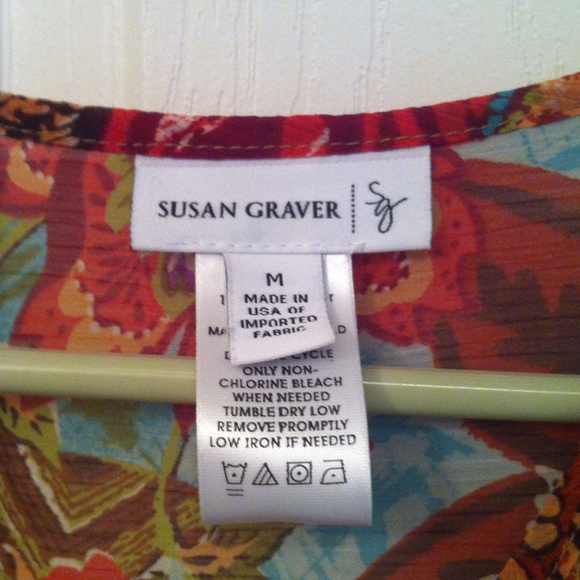 SUSAN GRAVER
M
MADE IN
USA OF
IMPORTED
FABRIC
CYCLE
ONLY NON-
CHLORINE BLEACH
WHEN NEEDED
TUMBLE DRY LOW
REMOVE PROMPTLY
LOW IRON IF NEEDED